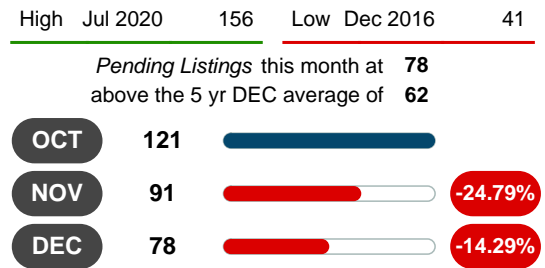 High Jul 2020 156 Low Dec 2016 41
Pending Listings this month at 78
above the 5 yr DEC average of 62
OCT 121
NOV 91 -24.79%
DEC 78 -14.29%